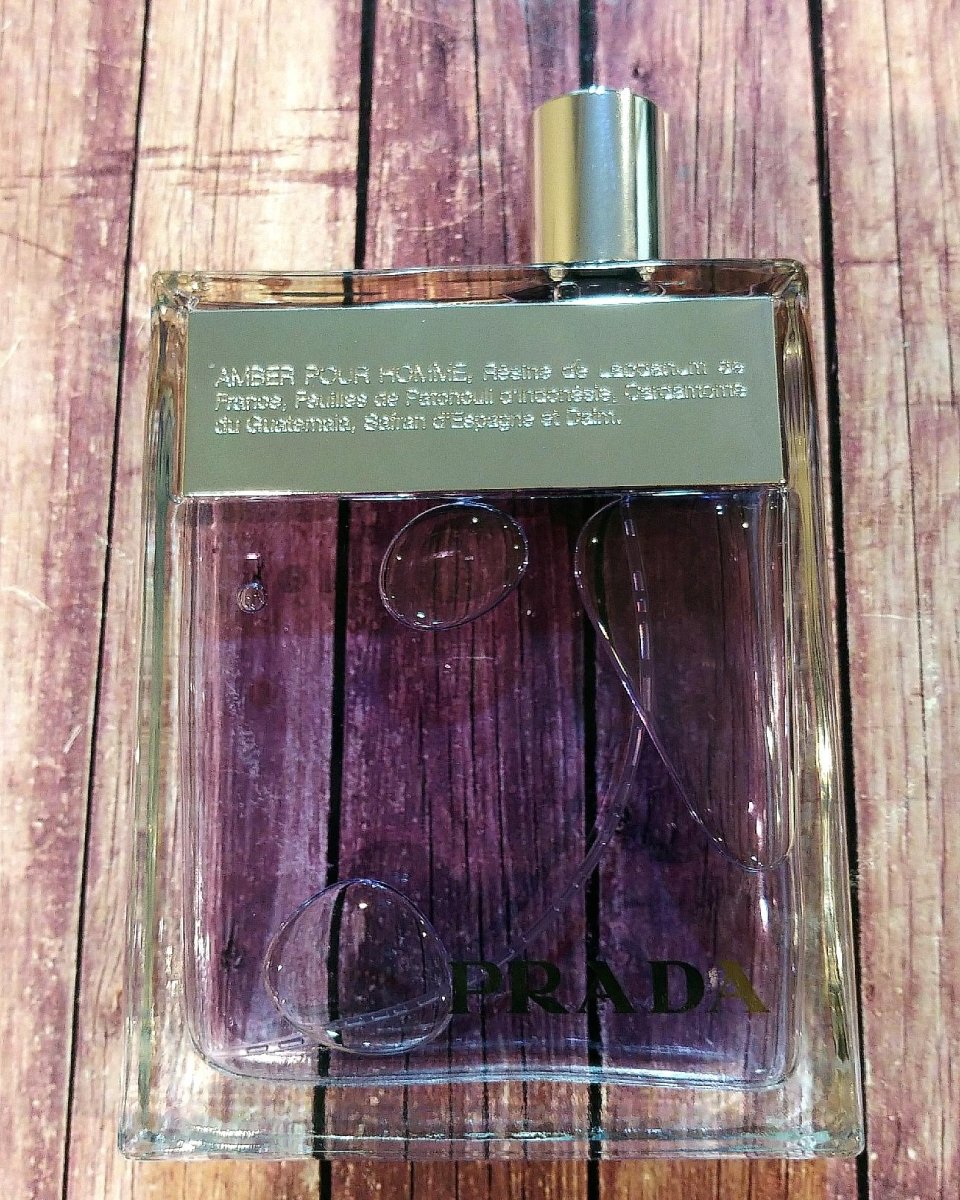 "AMBER POUR HOMME, Résine de Labdanum de
France, Feuilles de Patchouli d'Indonésie, Cardamome
du Guatemala, Safran d'Espagne et Daim.
PRADA